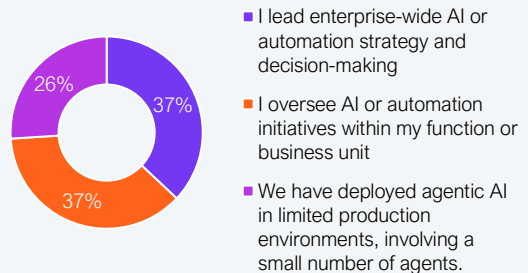 26%
37%
37%
I lead enterprise-wide AI or
automation strategy and
decision-making
I oversee AI or automation
initiatives within my function or
business unit
We have deployed agentic AI
in limited production
environments, involving a
small number of agents.